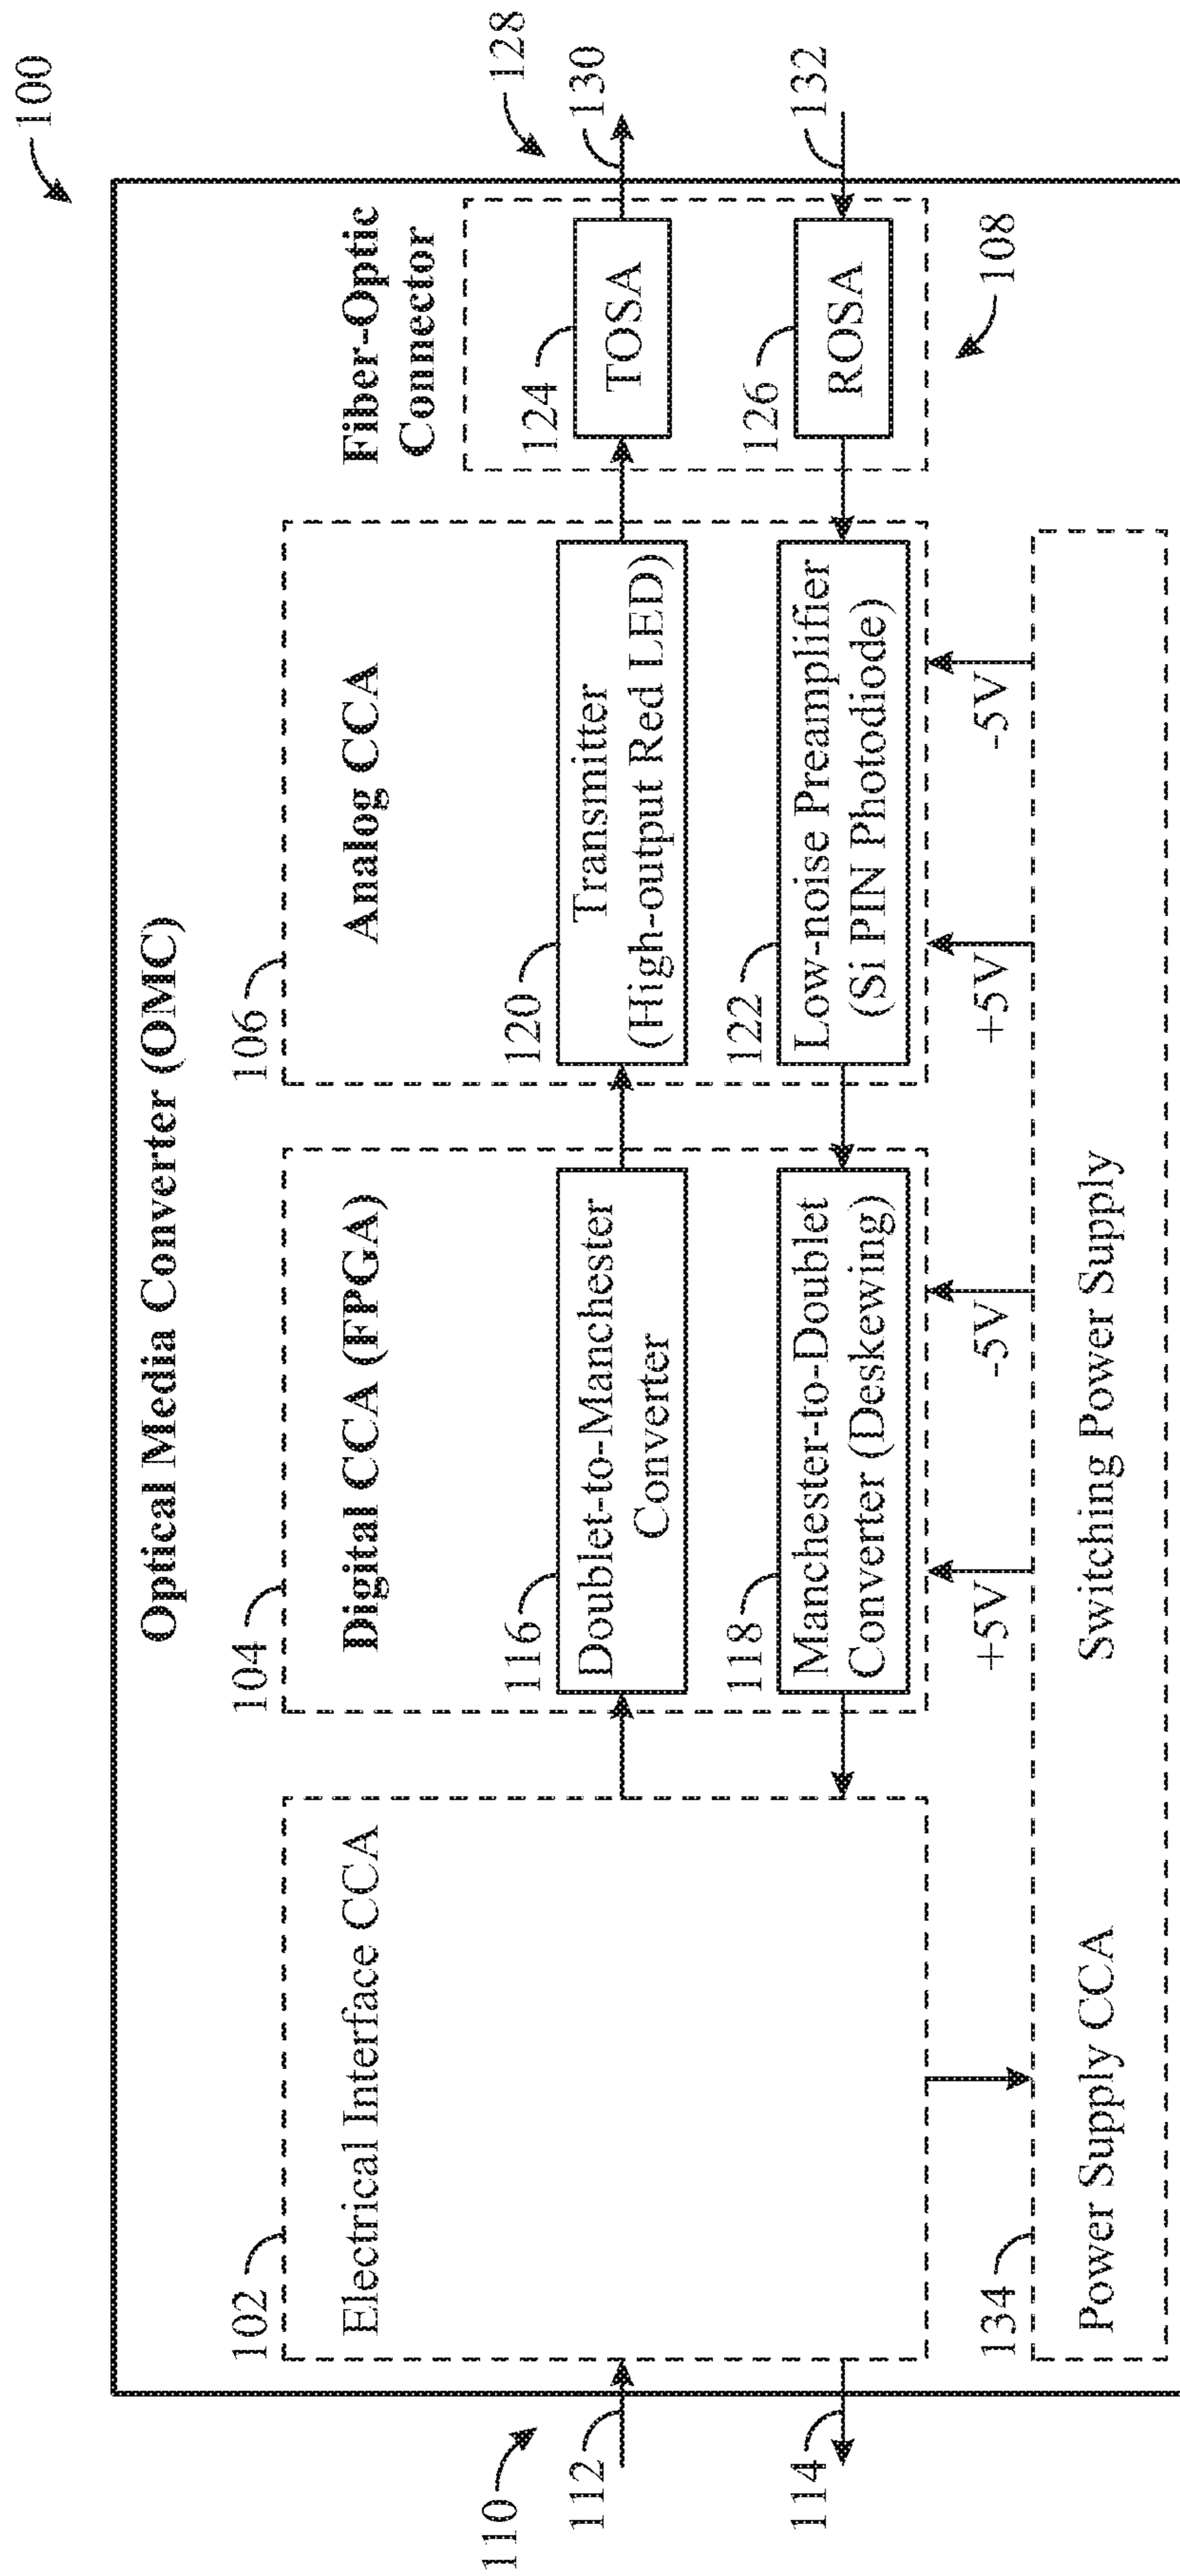 100
Optical Media Converter (OMC)
128
130
132
110
112
114
102
Electrical Interface CCA
104
Digital CCA (FPGA)
116
Doublet-to-Manchester
Converter
118
Manchester-to-Doublet
Converter (Deskewing)
106
Analog CCA
120
Transmitter
(High-output Red LED)
122
Low-noise Preamplifier
(Si PIN Photodiode)
Fiber-Optic
Connector
124
TOSA
126
ROSA
108
+5V
-5V
+5V
-5V
134
Power Supply CCA
Switching Power Supply